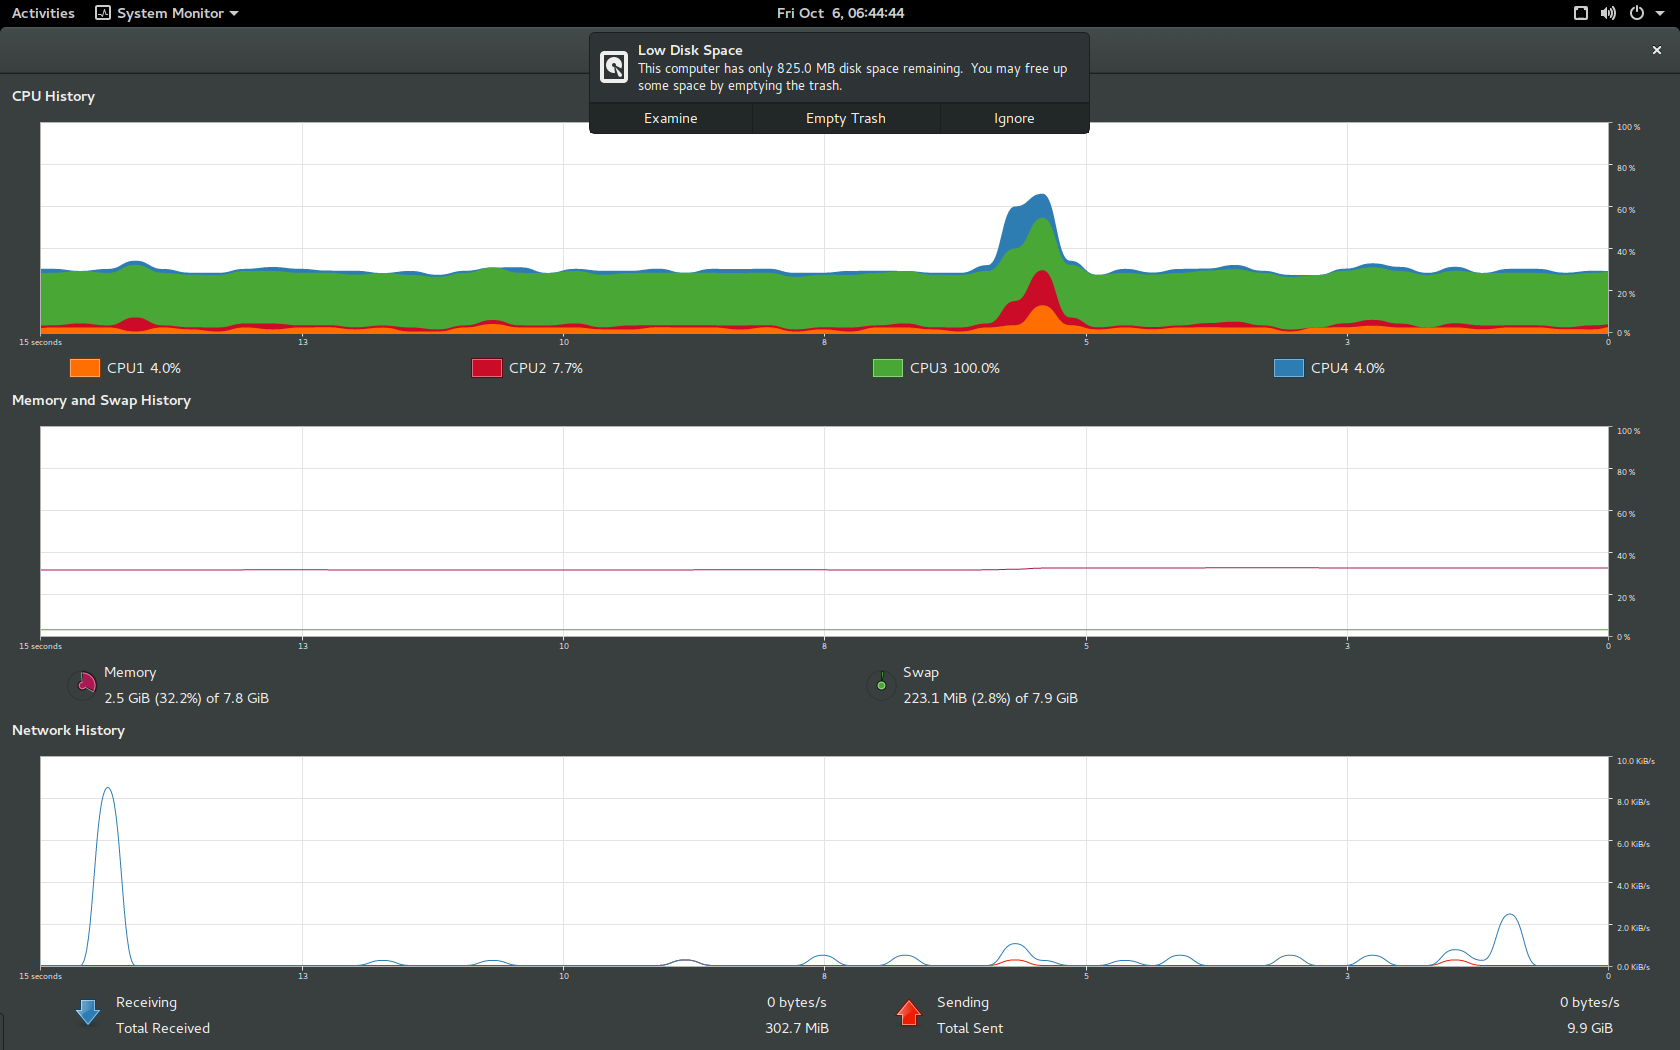 Activities
System Monitor
Fri Oct 6, 06:44:44
Low Disk Space
This computer has only 825.0 MB disk space remaining. You may free up
some space by emptying the trash.
Examine
Empty Trash
Ignore
CPU History
100 %
80 %
60 %
40 %
20 %
0 %
15 seconds
13
10
8
5
3
0
CPU1 4.0%
CPU2 7.7%
CPU3 100.0%
CPU4 4.0%
Memory and Swap History
100 %
80 %
60 %
40 %
20 %
0 %
15 seconds
13
10
8
5
3
0
Memory
2.5 GiB (32.2%) of 7.8 GiB
Swap
223.1 MiB (2.8%) of 7.9 GiB
Network History
10.0 KiB/s
8.0 KiB/s
6.0 KiB/s
4.0 KiB/s
2.0 KiB/s
0.0 KiB/s
15 seconds
13
10
8
5
3
0
Receiving
0 bytes/s
Total Received
302.7 MiB
Sending
0 bytes/s
Total Sent
9.9 GiB